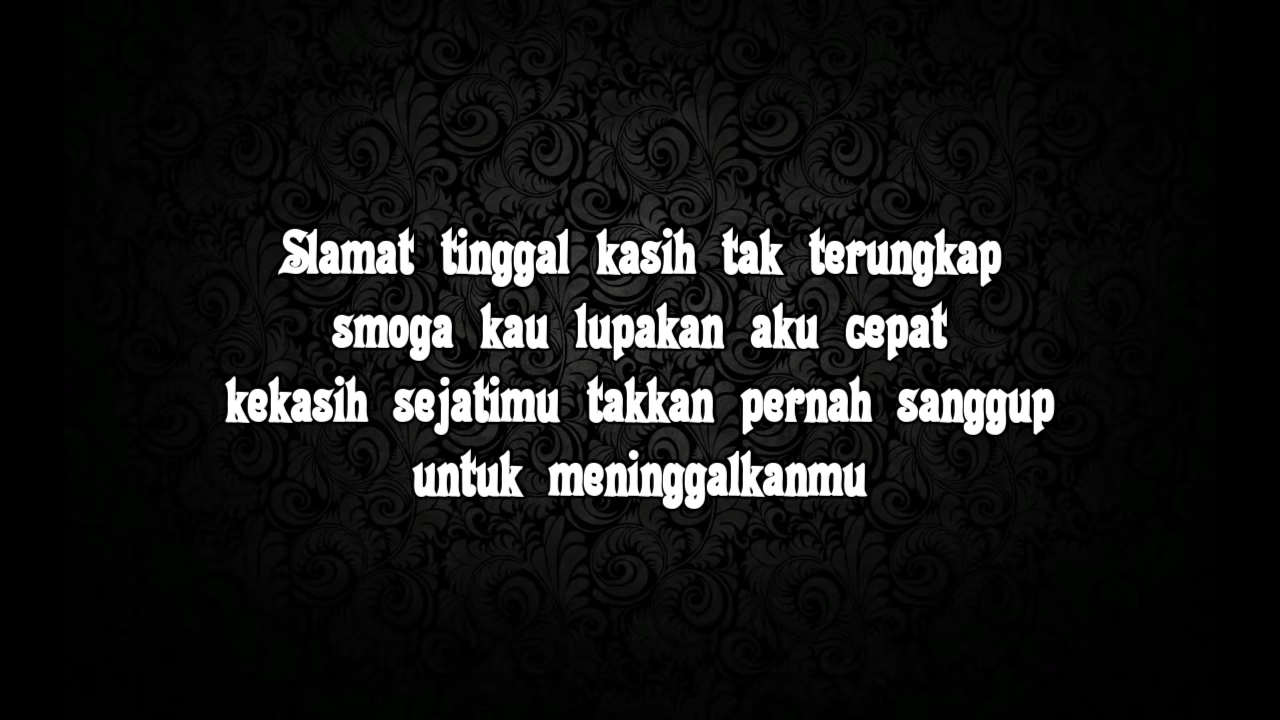 Slamat tinggal kasih tak terungkap
smoga kau lupakan aku cepat
kekasih sejatimu takkan pernah sanggup
untuk meninggalkanmu